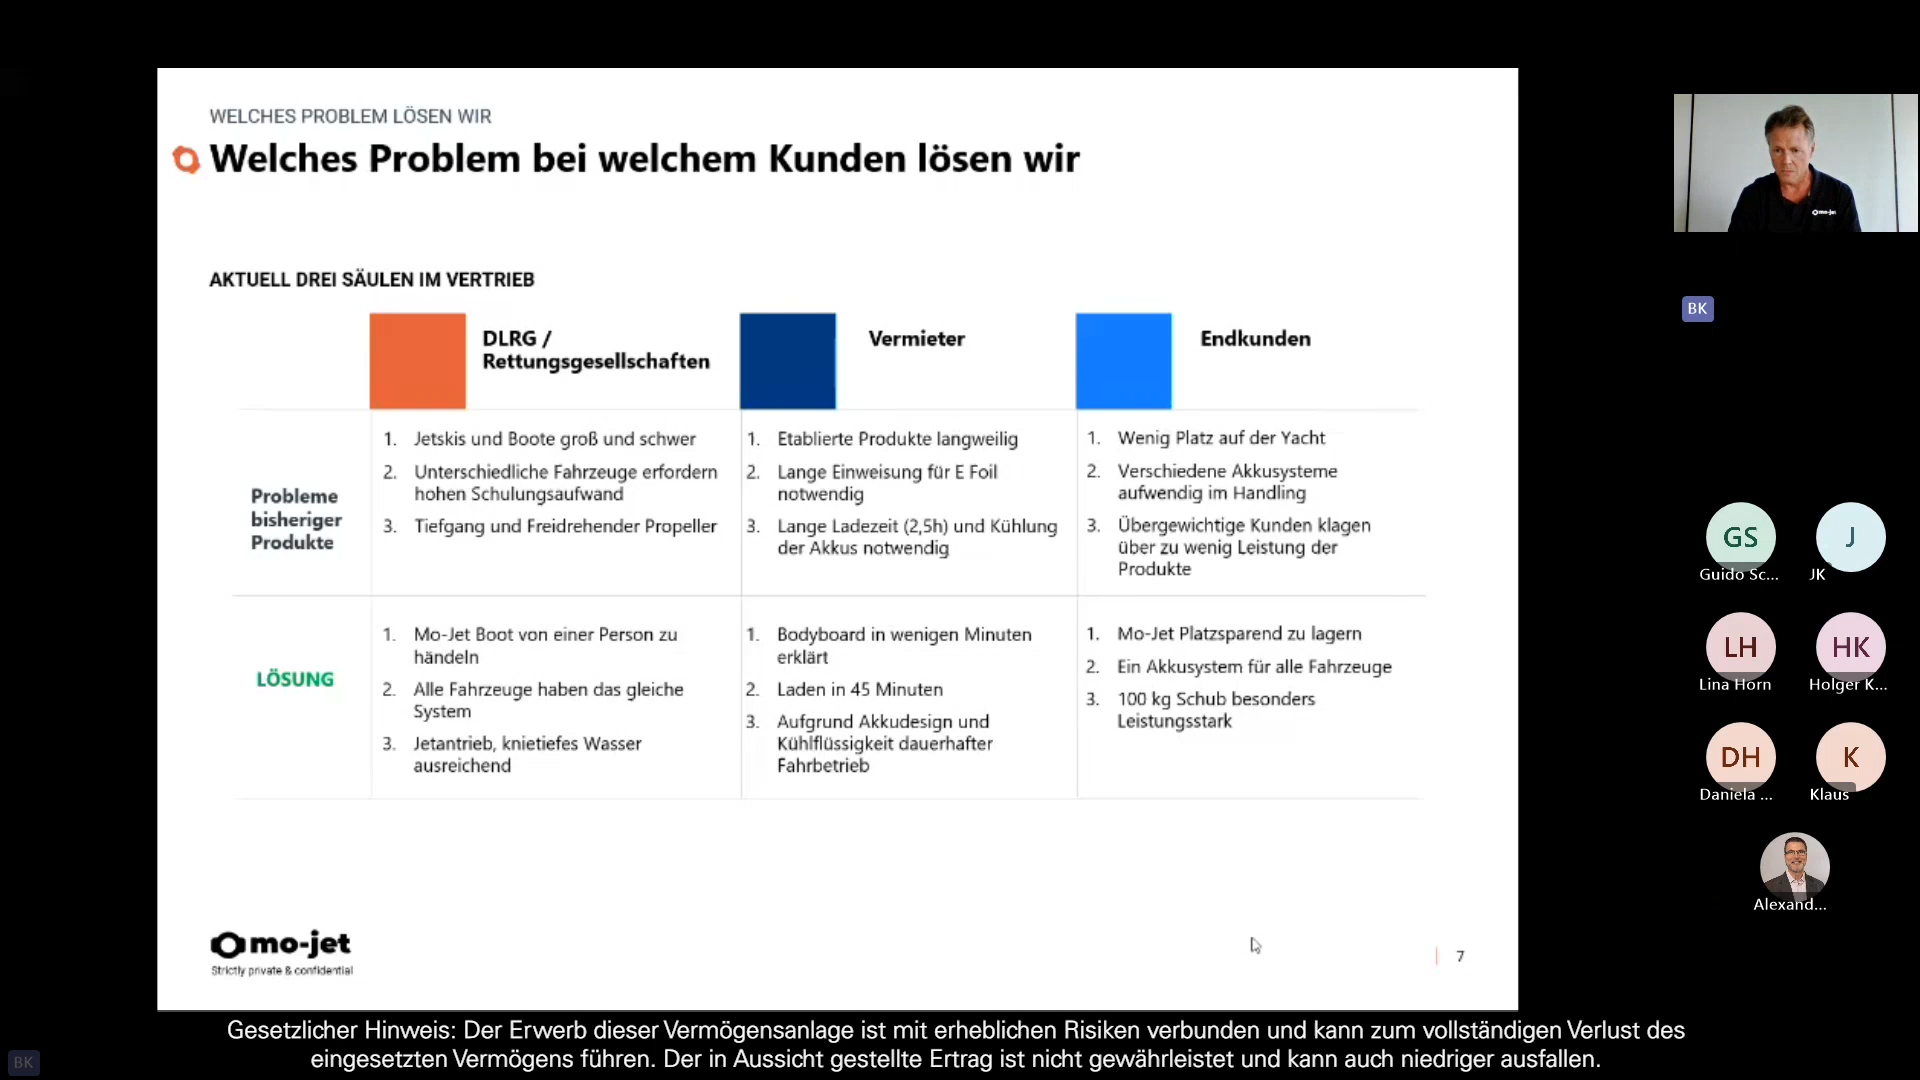 WELCHES PROBLEM LÖSEN WIR
Welches Problem bei welchem Kunden lösen wir
AKTUELL DREI SÄULEN IM VERTRIEB
DLRG /
Rettungsgesellschaften
Vermieter
Endkunden
Probleme
bisheriger
Produkte
1. Jetskis und Boote groß und schwer
2. Unterschiedliche Fahrzeuge erfordern
hohen Schulungsaufwand
3. Tiefgang und Freidrehender Propeller
1. Etablierte Produkte langweilig
2. Lange Einweisung für E Foil
notwendig
3. Lange Ladezeit (2,5h) und Kühlung
der Akkus notwendig
1. Wenig Platz auf der Yacht
2. Verschiedene Akkusysteme
aufwendig im Handling
3. Übergewichtige Kunden klagen
über zu wenig Leistung der
Produkte
LÖSUNG
1. Mo-Jet Boot von einer Person zu
händeln
2. Alle Fahrzeuge haben das gleiche
System
3. Jetantrieb, knietiefes Wasser
ausreichend
1. Bodyboard in wenigen Minuten
erklärt
2. Laden in 45 Minuten
3. Aufgrund Akkudesign und
Kühlflüssigkeit dauerhafter
Fahrbetrieb
1. Mo-Jet Platzsparend zu lagern
2. Ein Akkusystem für alle Fahrzeuge
3. 100 kg Schub besonders
Leistungsstark
mo-jet
Strictly private & confidential
7
mo-jet
BK
GS
Guido Sc...
J
JK
LH
Lina Horn
HK
Holger K...
DH
Daniela ...
K
Klaus
Alexand...
Gesetzlicher Hinweis: Der Erwerb dieser Vermögensanlage ist mit erheblichen Risiken verbunden und kann zum vollständigen Verlust des
eingesetzten Vermögens führen. Der in Aussicht gestellte Ertrag ist nicht gewährleistet und kann auch niedriger ausfallen.
BK